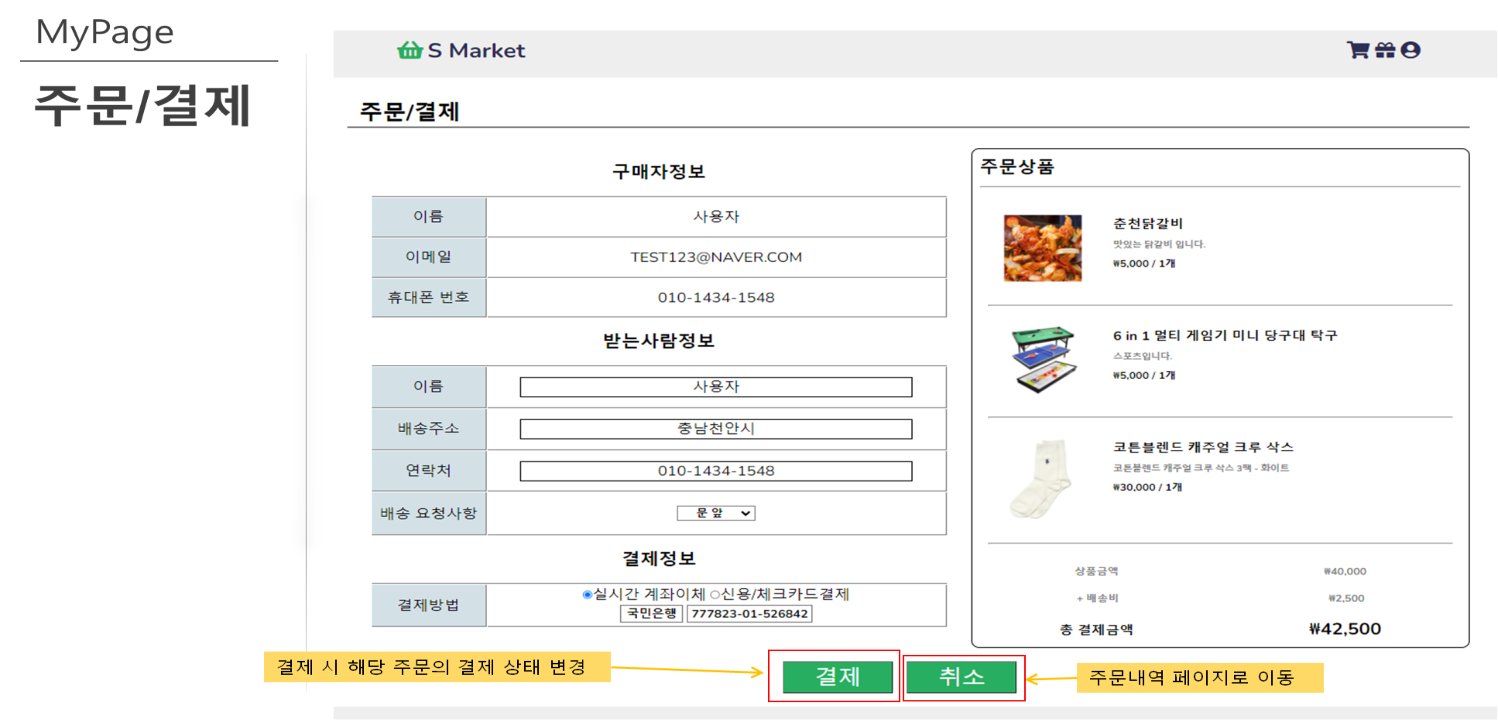 MyPage
주문/결제
S Market
주문/결제
구매자정보
이름 사용자
이메일 TEST123@NAVER.COM
휴대폰 번호 010-1434-1548
받는사람정보
이름 사용자
배송주소 충남천안시
연락처 010-1434-1548
배송 요청사항 문 앞
결제정보
결제방법 실시간 계좌이체 신용/체크카드결제
국민은행 777823-01-526842
주문상품
춘천닭갈비
맛있는 닭갈비 입니다.
₩5,000 / 1개
6 in 1 멀티 게임기 미니 당구대 탁구
스포츠입니다.
₩5,000 / 1개
코튼블렌드 캐주얼 크루 삭스
코튼블렌드 캐주얼 크루 삭스 3팩 - 화이트
₩30,000 / 1개
상품금액 ₩40,000
+ 배송비 ₩2,500
총 결제금액 ₩42,500
결제 시 해당 주문의 결제 상태 변경
결제
취소
주문내역 페이지로 이동